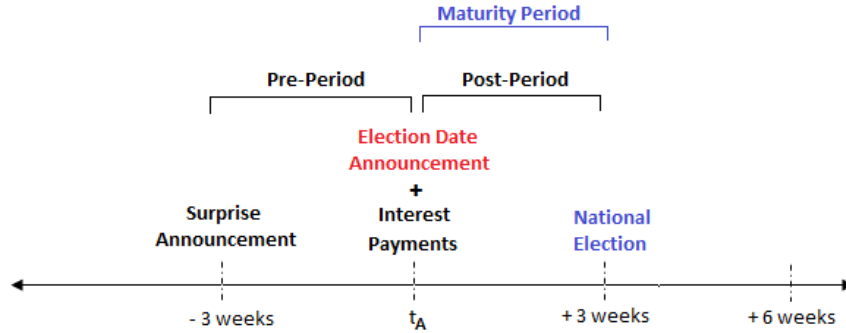 Maturity Period
Pre-Period
Post-Period
Election Date
Announcement
+
Surprise
Announcement
Interest
Payments
National
Election
- 3 weeks
tA
+ 3 weeks
+ 6 weeks